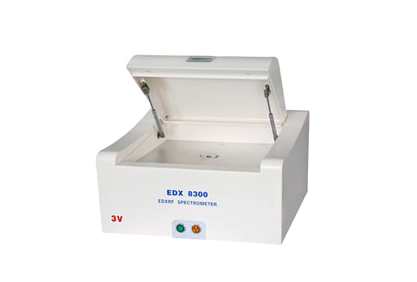 EDX 8300
EDXRF SPECTROMETER
3V